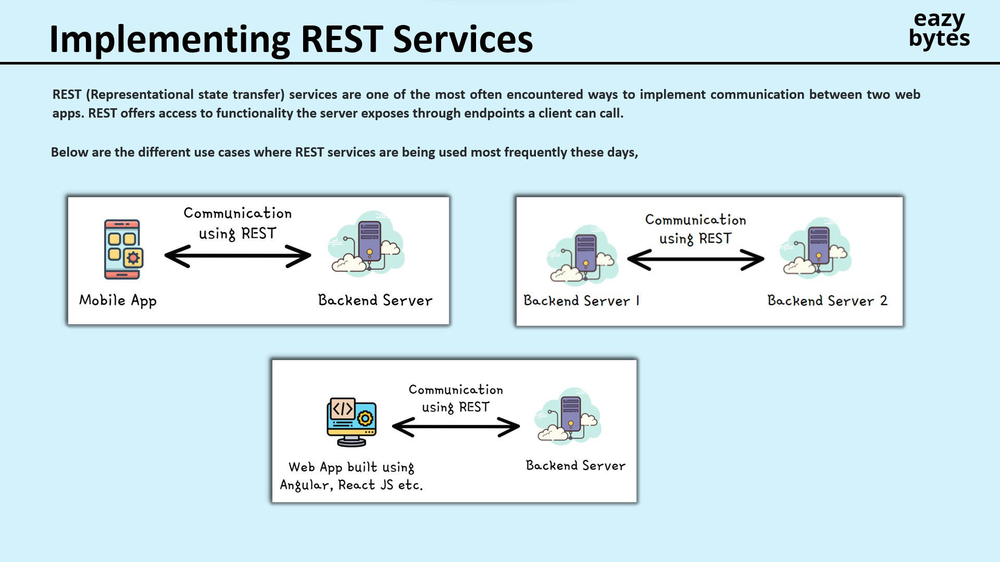 Implementing REST Services
eazy
bytes
REST (Representational state transfer) services are one of the most often encountered ways to implement communication between two web
apps. REST offers access to functionality the server exposes through endpoints a client can call.
Below are the different use cases where REST services are being used most frequently these days,
Communication
using REST
Mobile App
Backend Server
Communication
using REST
Backend Server 1
Backend Server 2
Communication
using REST
</>
Web App built using
Angular, React JS etc.
Backend Server